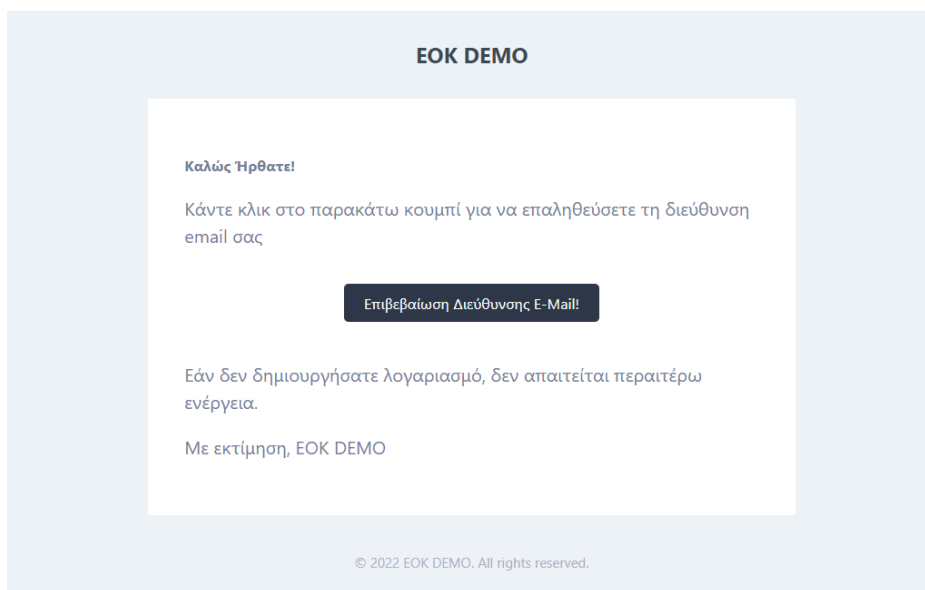 EOK DEMO
Καλώς Ήρθατε!
Κάντε κλικ στο παρακάτω κουμπί για να επαληθεύσετε τη διεύθυνση
email σας
Επιβεβαίωση Διεύθυνσης E-Mail!
Εάν δεν δημιουργήσατε λογαριασμό, δεν απαιτείται περαιτέρω
ενέργεια.
Με εκτίμηση, EOK DEMO
© 2022 EOK DEMO. All rights reserved.